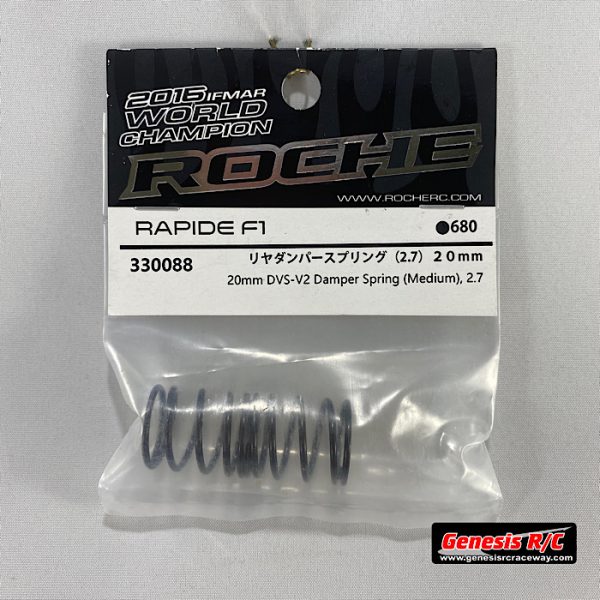 2015 IFMAR
WORLD
CHAMPION
ROCHE
WWW.ROCHERC.COM
RAPIDE F1
●680
330088
リヤダンパースプリング（2.7）２０ｍｍ
20mm DVS-V2 Damper Spring (Medium), 2.7
Genesis R/C
www.genesisrcraceway.com